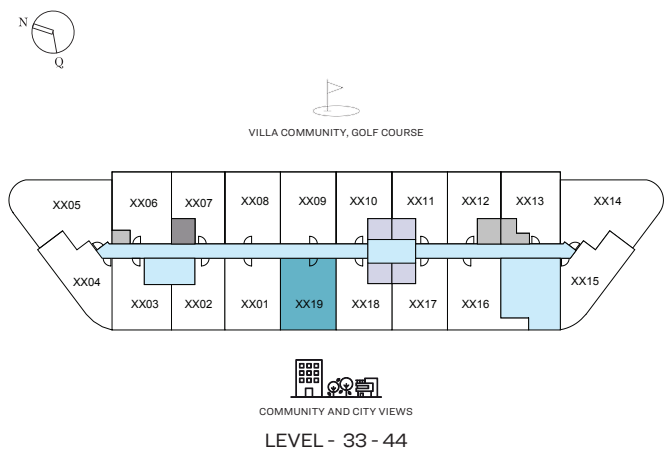 N
Q
VILLA COMMUNITY, GOLF COURSE
XX05
XX06
XX07
XX08
XX09
XX10
XX11
XX12
XX13
XX14
XX04
XX03
XX02
XX01
XX19
XX18
XX17
XX16
XX15
COMMUNITY AND CITY VIEWS
LEVEL - 33 - 44